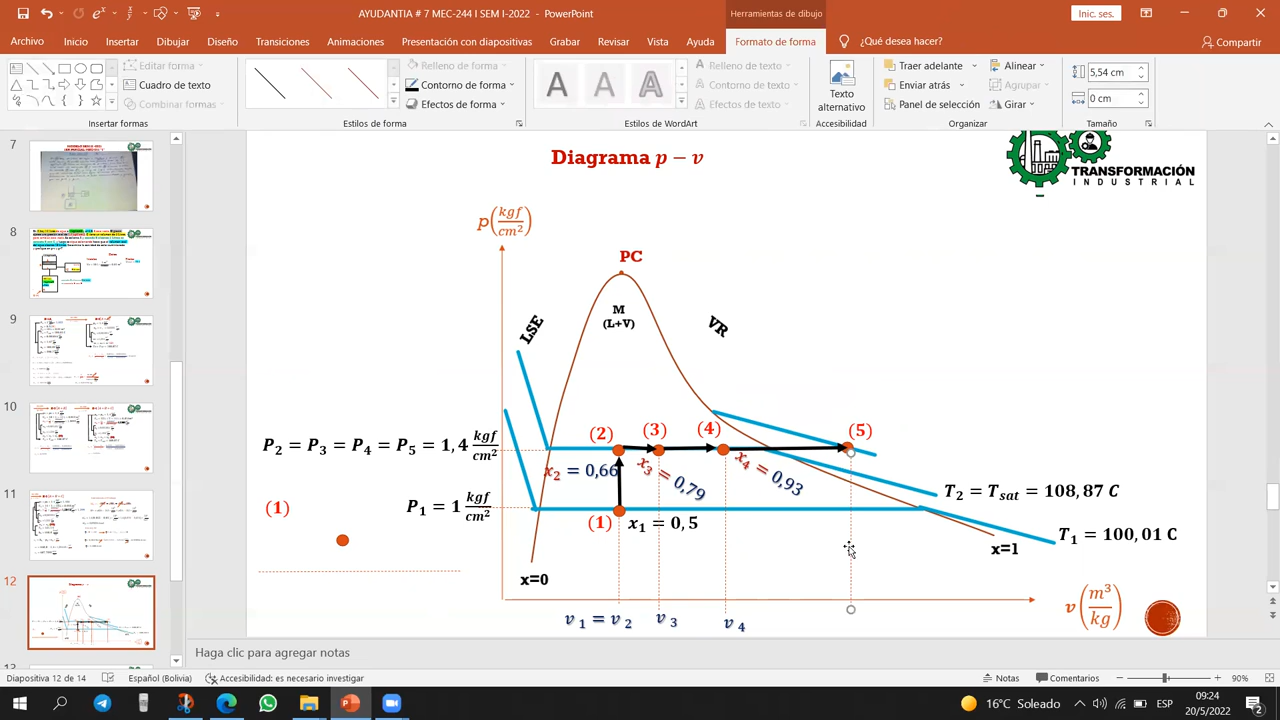 AYUDANTIA # 7 MEC-244 I SEM I-2022 - PowerPoint
Herramientas de dibujo
Inic. ses.
Archivo Inicio Insertar Dibujar Diseño Transiciones Animaciones Presentación con diapositivas Grabar Revisar Vista Ayuda Formato de forma ¿Qué desea hacer? Compartir
Editar forma
Cuadro de texto
Combinar formas
Insertar formas
Relleno de forma
Contorno de forma
Efectos de forma
Estilos de forma
A A A
Relleno de texto
Contorno de texto
Efectos de texto
Estilos de WordArt
Texto
alternativo
Accesibilidad
Traer adelante
Enviar atrás
Panel de selección
Alinear
Agrupar
Girar
Organizar
5,54 cm
0 cm
Tamaño
7
8
9
10
11
12
Diagrama p − v
TRANSFORMACIÓN
INDUSTRIAL
p(kgf/cm²)
PC
M
(L+V)
LSE
VR
(2) (3) (4) (5)
P₂ = P₃ = P₄ = P₅ = 1,4 kgf/cm²
x₂ = 0,66
x₃ = 0,79
x₄ = 0,93
T₂ = Tsat = 108,87 C
(1)
P₁ = 1 kgf/cm²
(1) x₁ = 0,5
T₁ = 100,01 C
x=1
x=0
v₁ = v₂
v₃
v₄
v(m³/kg)
Haga clic para agregar notas
Diapositiva 12 de 14 Español (Bolivia) Accesibilidad: es necesario investigar Notas Comentarios 90%
16°C Soleado ESP
09:24
20/5/2022
2